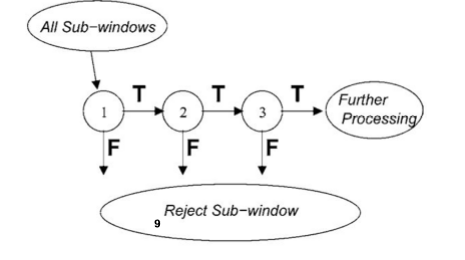 All Sub-windows
T
T
T
1
2
3
Further
Processing
F
F
F
Reject Sub-window
9